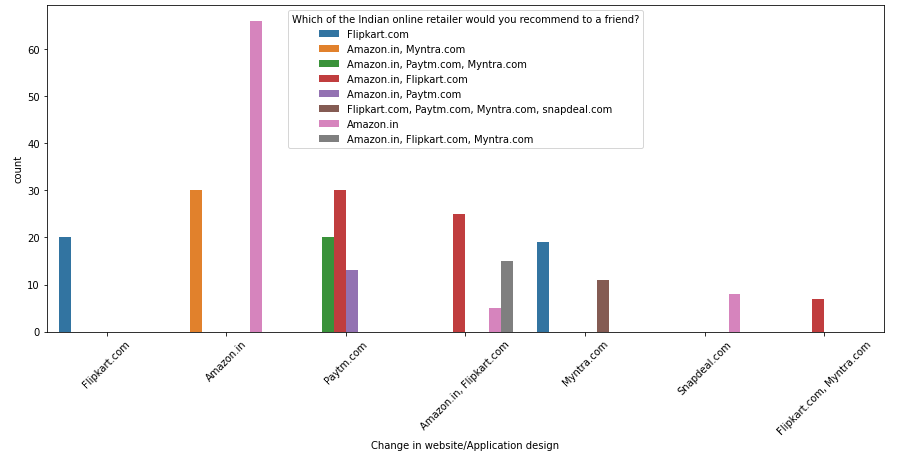 Which of the Indian online retailer would you recommend to a friend?
Flipkart.com
Amazon.in, Myntra.com
Amazon.in, Paytm.com, Myntra.com
Amazon.in, Flipkart.com
Amazon.in, Paytm.com
Flipkart.com, Paytm.com, Myntra.com, snapdeal.com
Amazon.in
Amazon.in, Flipkart.com, Myntra.com
count
60
50
40
30
20
10
0
Flipkart.com
Amazon.in
Paytm.com
Amazon.in, Flipkart.com
Myntra.com
Snapdeal.com
Flipkart.com, Myntra.com
Change in website/Application design